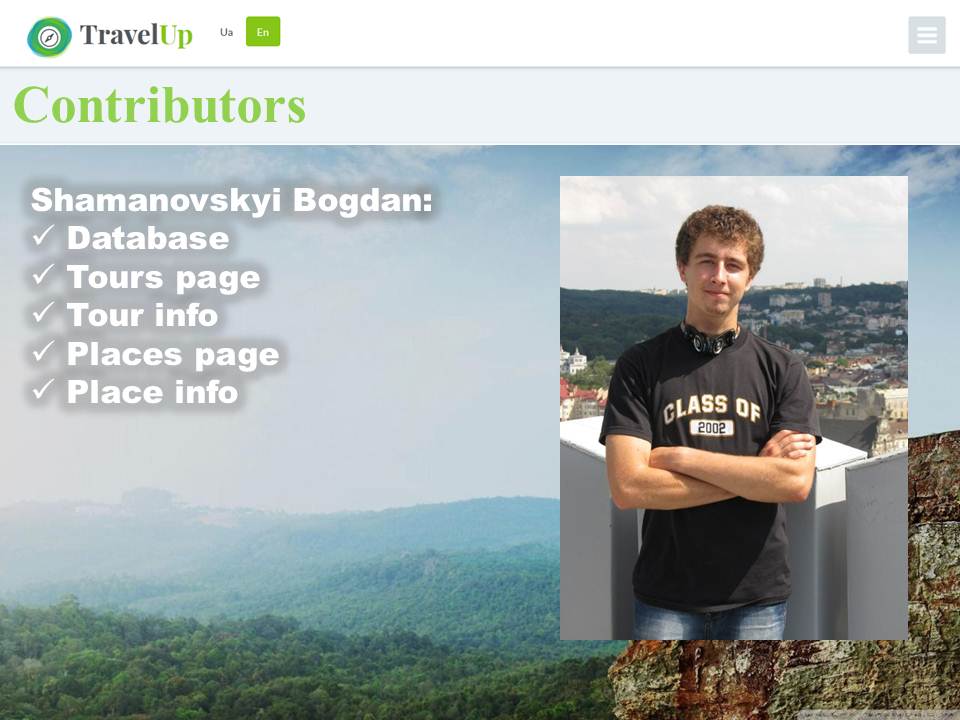 TravelUp
Ua
En
Contributors
Shamanovskyi Bogdan:
✓ Database
✓ Tours page
✓ Tour info
✓ Places page
✓ Place info
CLASS OF
2002